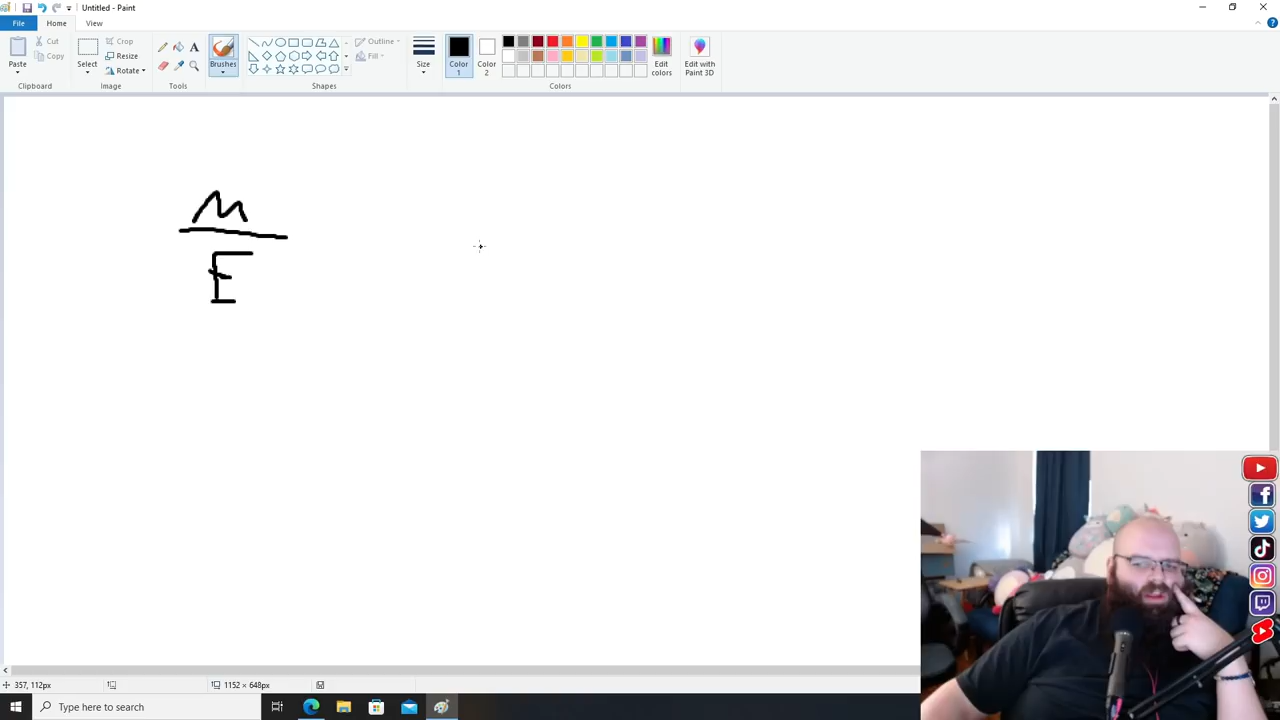 Untitled - Paint
File
Home
View
Paste
Cut
Copy
Clipboard
Select
Crop
Resize
Rotate
Image
Tools
Brushes
Shapes
Outline
Fill
Size
Color 1
Color 2
Edit colors
Edit with Paint 3D
Colors
M
E
357, 112px
1152 × 648px
Type here to search